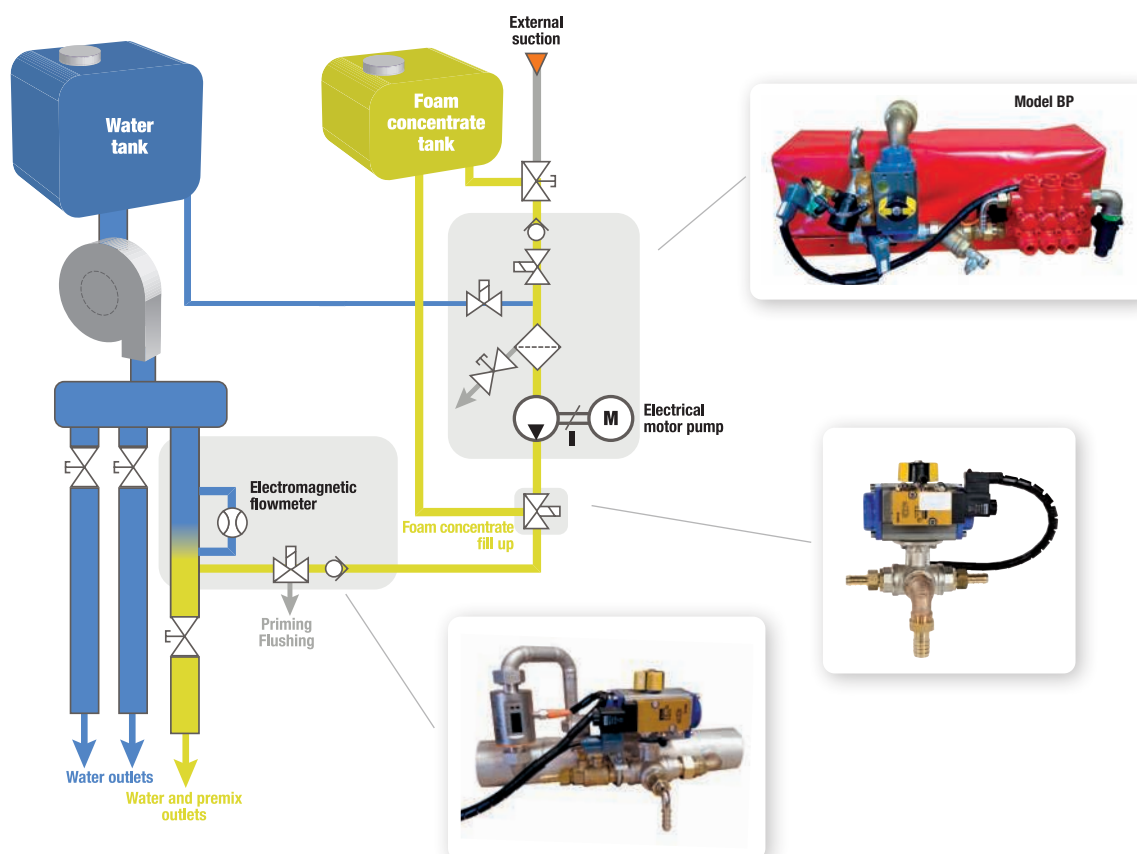 External
suction
Water
tank
Foam
concentrate
tank
Model BP
Electrical
motor pump
M
Electromagnetic
flowmeter
Foam concentrate
fill up
Priming
Flushing
Water outlets
Water and premix
outlets